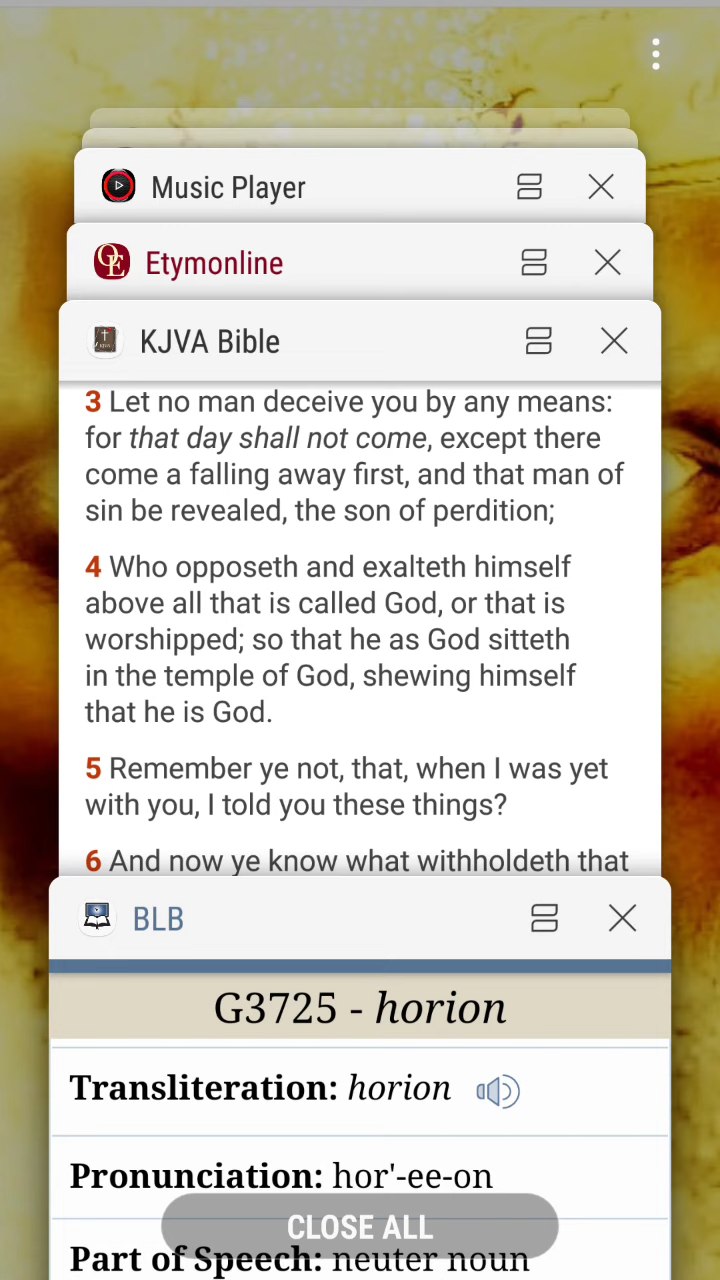 Music Player
Etymonline
KJVA Bible
3 Let no man deceive you by any means:
for that day shall not come, except there
come a falling away first, and that man of
sin be revealed, the son of perdition;
4 Who opposeth and exalteth himself
above all that is called God, or that is
worshipped; so that he as God sitteth
in the temple of God, shewing himself
that he is God.
5 Remember ye not, that, when I was yet
with you, I told you these things?
6 And now ye know what withholdeth that
BLB
G3725 - horion
Transliteration: horion
Pronunciation: hor'-ee-on
CLOSE ALL
Part of Speech: neuter noun